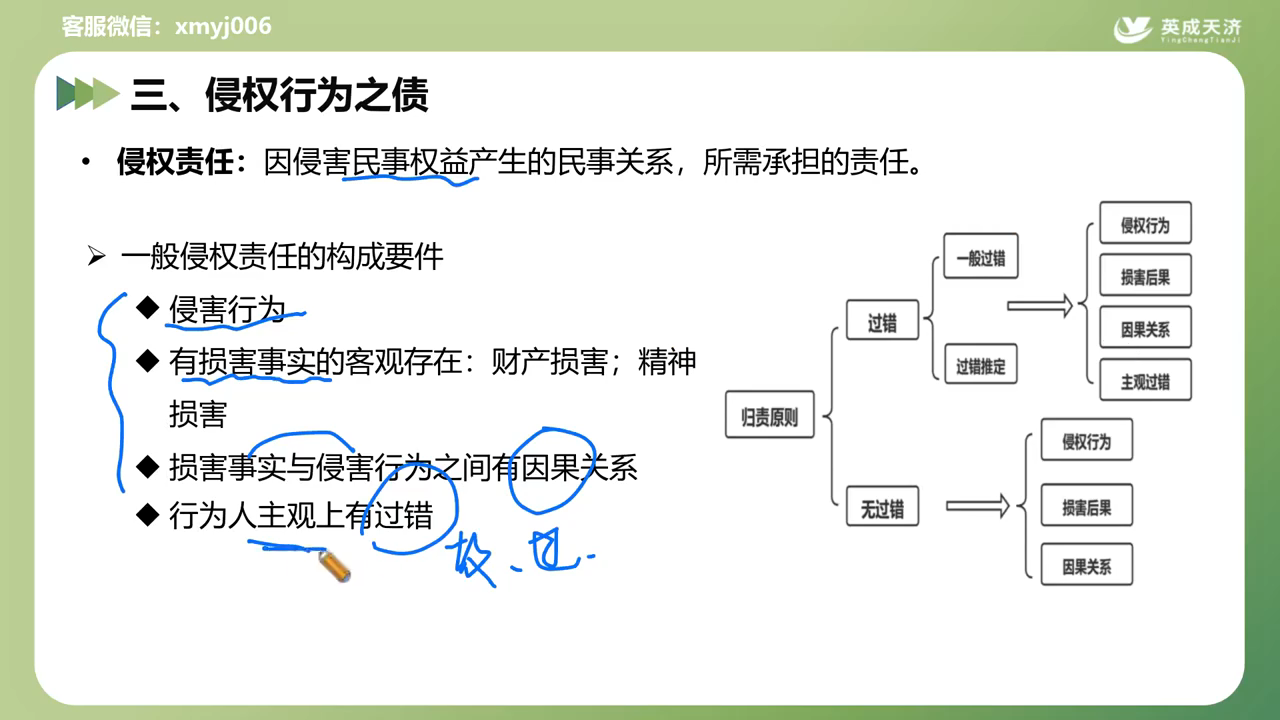 客服微信：xmyj006
英成天济
YingChengTianJi
三、侵权行为之债
• 侵权责任：因侵害民事权益产生的民事关系，所需承担的责任。
➢ 一般侵权责任的构成要件
◆ 侵害行为
◆ 有损害事实的客观存在：财产损害；精神
损害
◆ 损害事实与侵害行为之间有因果关系
◆ 行为人主观上有过错
归责原则
过错
一般过错
过错推定
侵权行为
损害后果
因果关系
主观过错
无过错
侵权行为
损害后果
因果关系